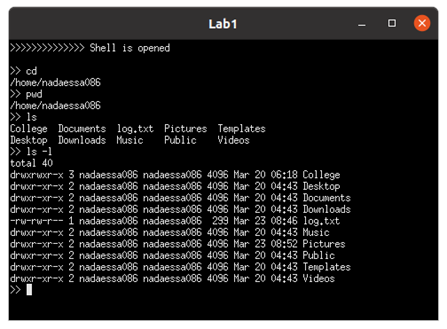 Lab1
>>>>>>>>>>>>>> Shell is opened
>> cd
/home/nadaessa086
>> pwd
/home/nadaessa086
>> ls
College Documents log.txt Pictures Templates
Desktop Downloads Music Public Videos
>> ls -l
total 40
drwxrwxr-x 3 nadaessa086 nadaessa086 4096 Mar 20 06:18 College
drwxr-xr-x 2 nadaessa086 nadaessa086 4096 Mar 20 04:43 Desktop
drwxr-xr-x 2 nadaessa086 nadaessa086 4096 Mar 20 04:43 Documents
drwxr-xr-x 2 nadaessa086 nadaessa086 4096 Mar 20 04:43 Downloads
-rw-rw-r-- 1 nadaessa086 nadaessa086 299 Mar 23 08:46 log.txt
drwxr-xr-x 2 nadaessa086 nadaessa086 4096 Mar 20 04:43 Music
drwxr-xr-x 2 nadaessa086 nadaessa086 4096 Mar 23 08:52 Pictures
drwxr-xr-x 2 nadaessa086 nadaessa086 4096 Mar 20 04:43 Public
drwxr-xr-x 2 nadaessa086 nadaessa086 4096 Mar 20 04:43 Templates
drwxr-xr-x 2 nadaessa086 nadaessa086 4096 Mar 20 04:43 Videos
>>